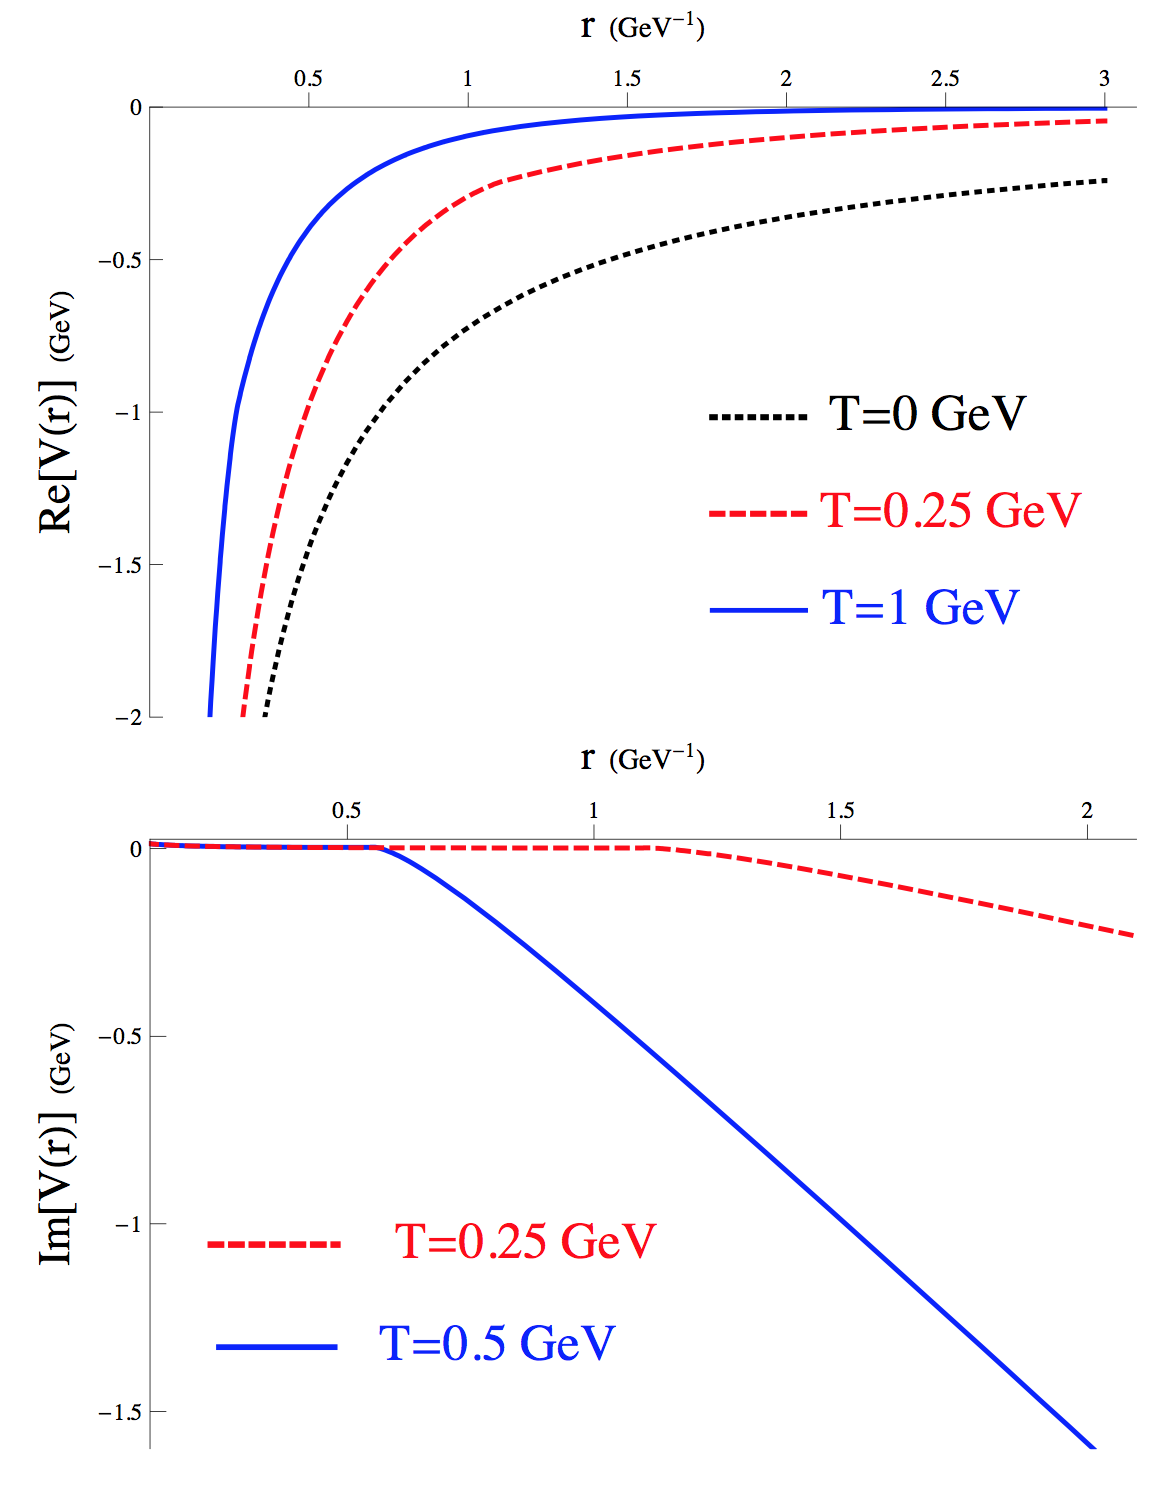 r (GeV⁻¹)
0.5 1 1.5 2 2.5 3
0
−0.5
−1
−1.5
−2
Re[V(r)] (GeV)
T=0 GeV
T=0.25 GeV
T=1 GeV
r (GeV⁻¹)
0.5 1 1.5 2
0
−0.5
−1
−1.5
Im[V(r)] (GeV)
T=0.25 GeV
T=0.5 GeV